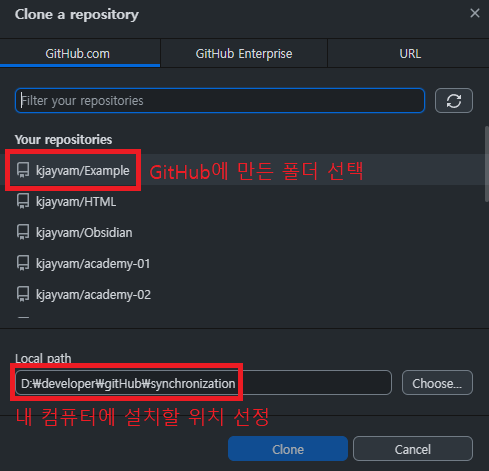 Clone a repository
GitHub.com GitHub Enterprise URL
Filter your repositories
Your repositories
kjayvam/Example GitHub에 만든 폴더 선택
kjayvam/HTML
kjayvam/Obsidian
kjayvam/academy-01
kjayvam/academy-02
Local path
D:₩developer₩gitHub₩synchronization Choose...
내 컴퓨터에 설치할 위치 선정
Clone Cancel